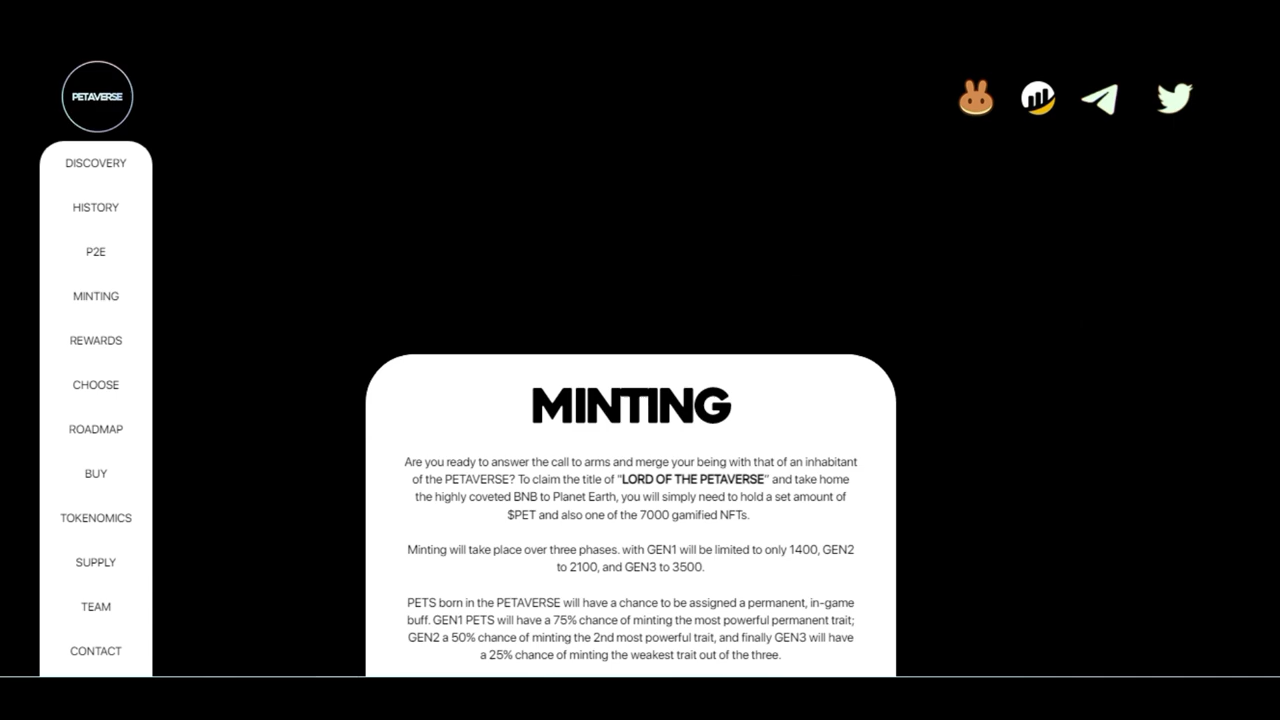 PETAVERSE
DISCOVERY
HISTORY
P2E
MINTING
REWARDS
CHOOSE
ROADMAP
BUY
TOKENOMICS
SUPPLY
TEAM
CONTACT
MINTING
Are you ready to answer the call to arms and merge your being with that of an inhabitant
of the PETAVERSE? To claim the title of "LORD OF THE PETAVERSE" and take home
the highly coveted BNB to Planet Earth, you will simply need to hold a set amount of
$PET and also one of the 7000 gamified NFTs.
Minting will take place over three phases. with GEN1 will be limited to only 1400, GEN2
to 2100, and GEN3 to 3500.
PETS born in the PETAVERSE will have a chance to be assigned a permanent, in-game
buff. GEN1 PETS will have a 75% chance of minting the most powerful permanent trait;
GEN2 a 50% chance of minting the 2nd most powerful trait, and finally GEN3 will have
a 25% chance of minting the weakest trait out of the three.